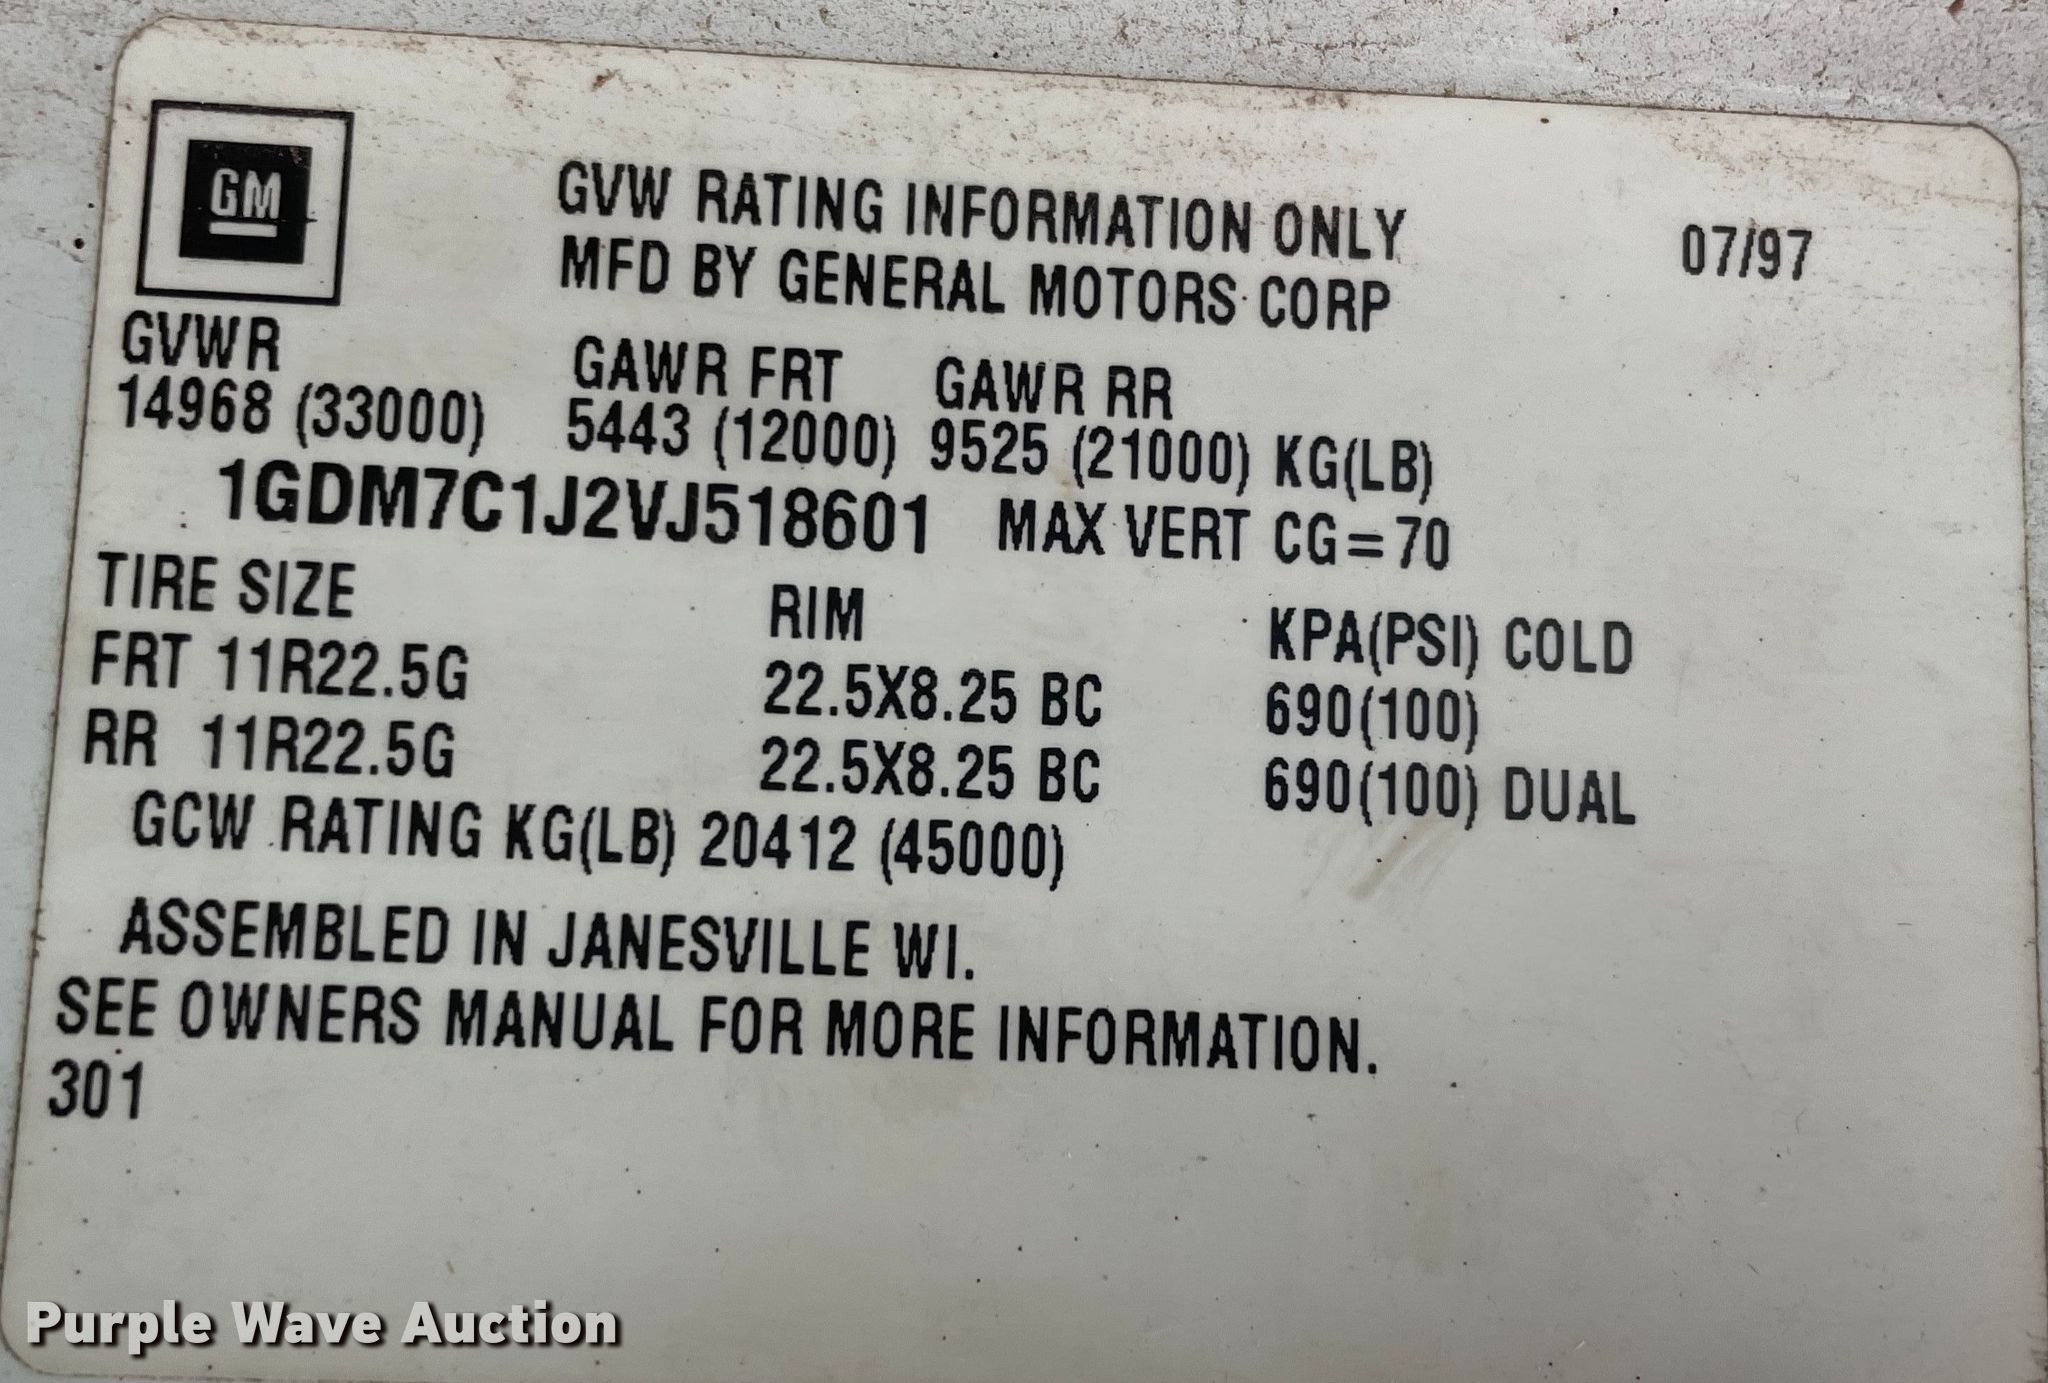 GM
GVW RATING INFORMATION ONLY 07/97
MFD BY GENERAL MOTORS CORP
GVWR GAWR FRT GAWR RR
14968 (33000) 5443 (12000) 9525 (21000) KG(LB)
1GDM7C1J2VJ518601 MAX VERT CG=70
TIRE SIZE RIM KPA(PSI) COLD
FRT 11R22.5G 22.5X8.25 BC 690(100)
RR 11R22.5G 22.5X8.25 BC 690(100) DUAL
GCW RATING KG(LB) 20412 (45000)
ASSEMBLED IN JANESVILLE WI.
SEE OWNERS MANUAL FOR MORE INFORMATION.
301
Purple Wave Auction